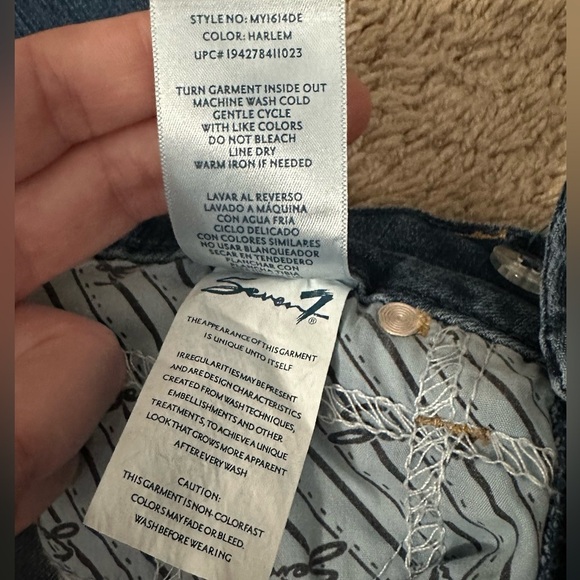 STYLE NO: MY1614DE
COLOR: HARLEM
UPC# 194278411023
TURN GARMENT INSIDE OUT
MACHINE WASH COLD
GENTLE CYCLE
WITH LIKE COLORS
DO NOT BLEACH
LINE DRY
WARM IRON IF NEEDED
LAVAR AL REVERSO
LAVADO A MÁQUINA
CON AGUA FRIA
CICLO DELICADO
CON COLORES SIMILARES
NO USAR BLANQUEADOR
SECAR EN TENDEDERO
PLANCHAR CON
PLANCHA TIBIA
Seven7®
THE APPEARANCE OF THIS GARMENT
IS UNIQUE UNTO ITSELF
IRREGULARITIES MAY BE PRESENT
AND ARE DESIGN CHARACTERISTICS
CREATED FROM WASH TECHNIQUES,
EMBELLISHMENTS AND OTHER
TREATMENTS, TO ACHIEVE A UNIQUE
LOOK THAT GROWS MORE APPARENT
AFTER EVERY WASH
CAUTION:
THIS GARMENT IS NON-COLORFAST
COLORS MAY FADE OR BLEED.
WASH BEFORE WEARING